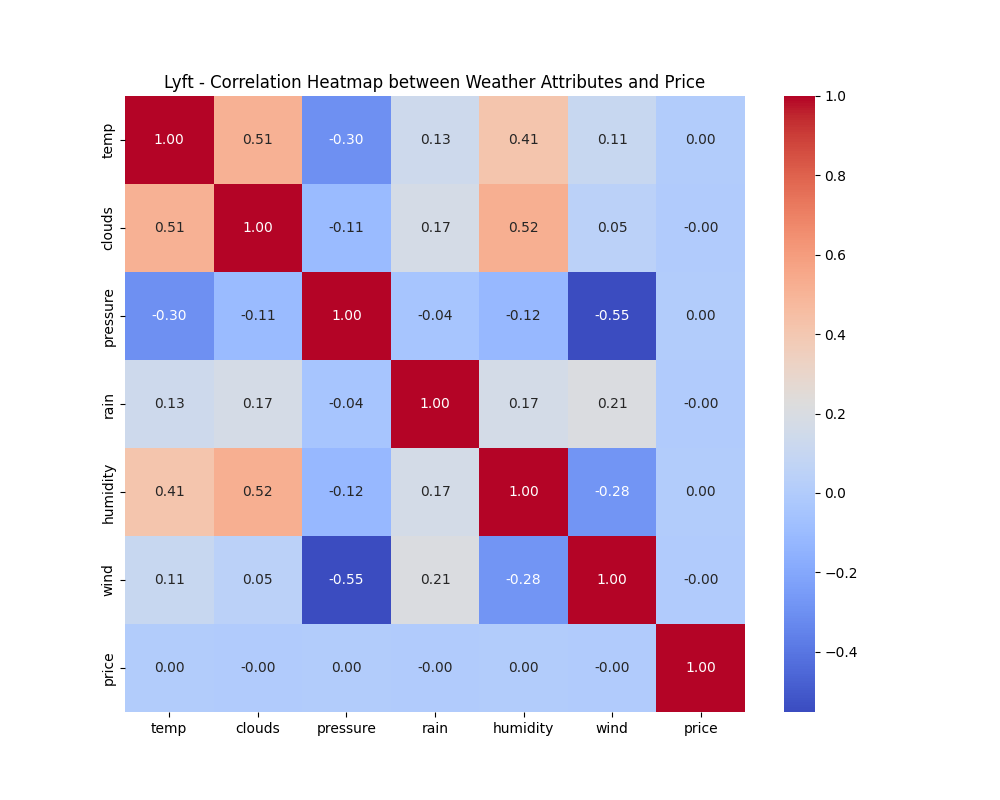 Lyft - Correlation Heatmap between Weather Attributes and Price
temp 1.00 0.51 -0.30 0.13 0.41 0.11 0.00
clouds 0.51 1.00 -0.11 0.17 0.52 0.05 -0.00
pressure -0.30 -0.11 1.00 -0.04 -0.12 -0.55 0.00
rain 0.13 0.17 -0.04 1.00 0.17 0.21 -0.00
humidity 0.41 0.52 -0.12 0.17 1.00 -0.28 0.00
wind 0.11 0.05 -0.55 0.21 -0.28 1.00 -0.00
price 0.00 -0.00 0.00 -0.00 0.00 -0.00 1.00
temp clouds pressure rain humidity wind price
1.0
0.8
0.6
0.4
0.2
0.0
−0.2
−0.4